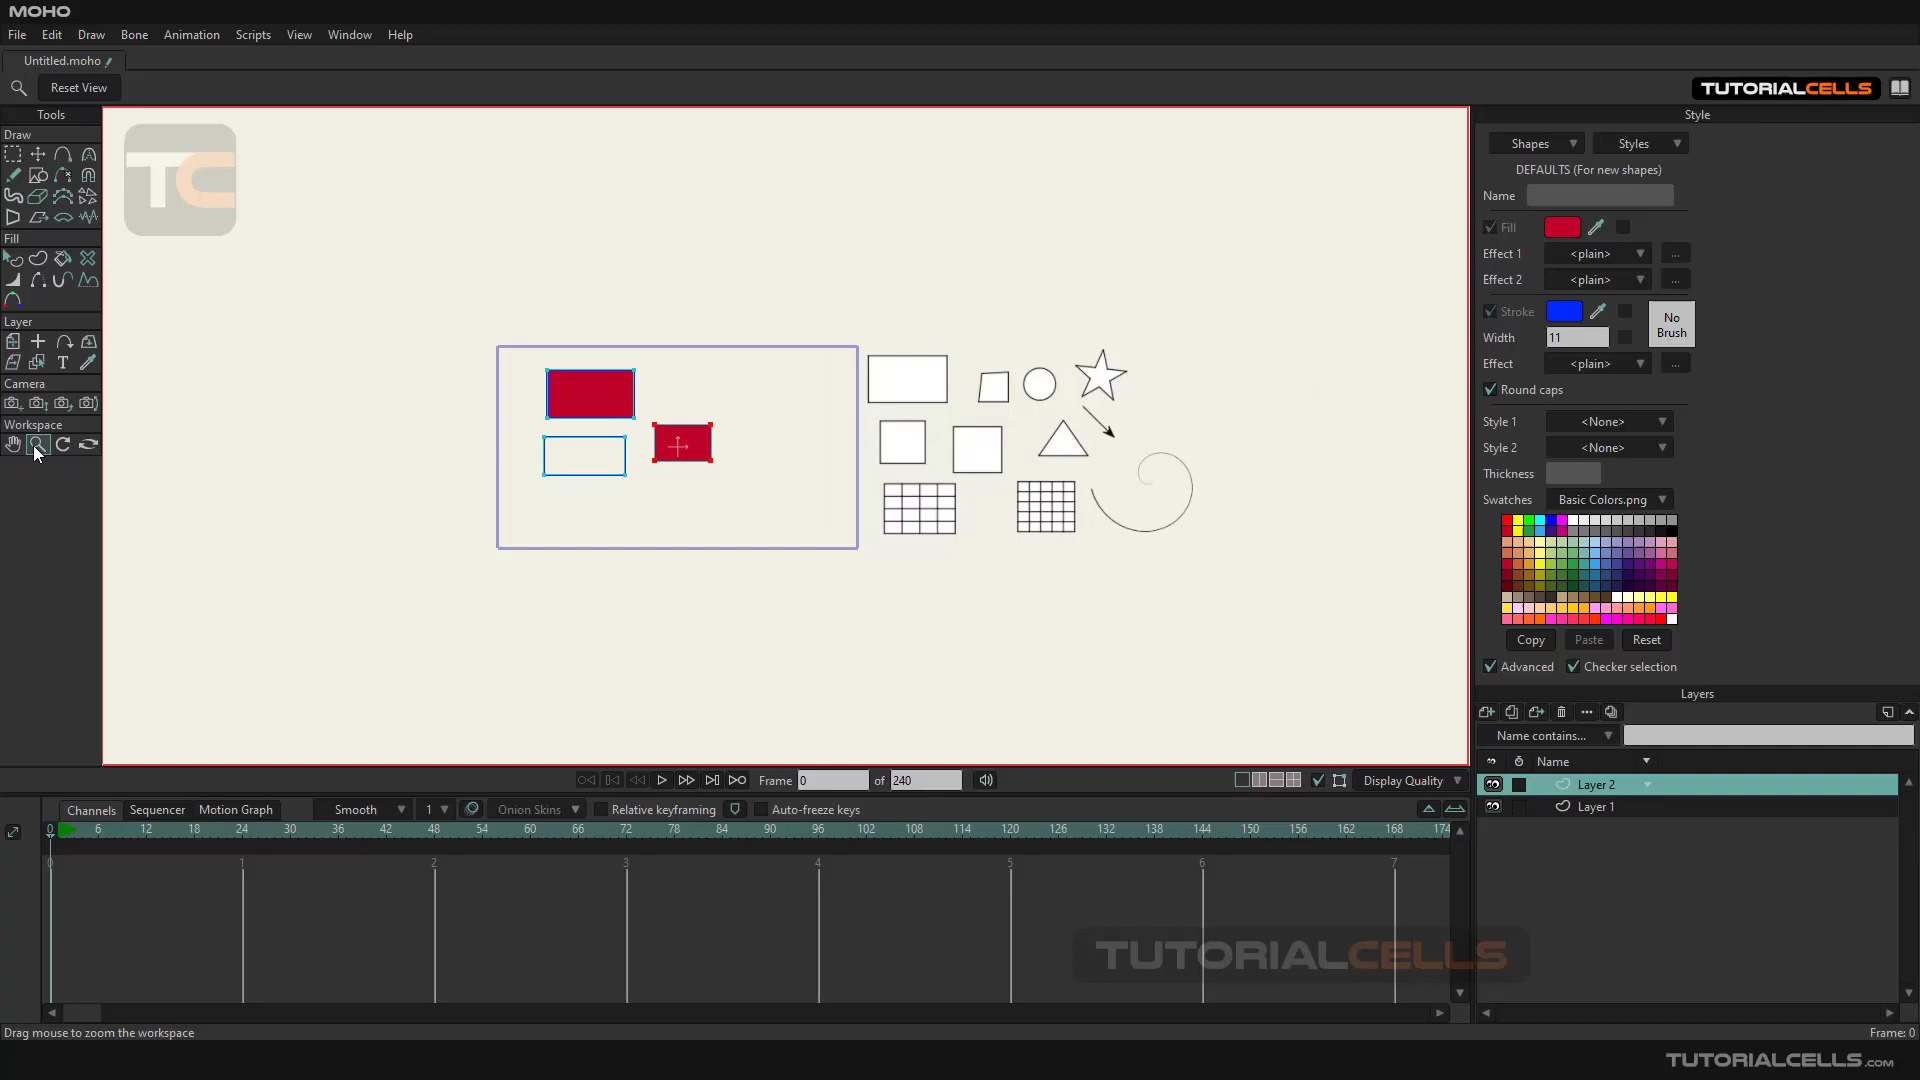 MOHO
File Edit Draw Bone Animation Scripts View Window Help
Untitled.moho
Reset View
TUTORIALCELLS
Tools
Style
Draw
TC
Shapes Styles
DEFAULTS (For new shapes)
Name
Fill
Fill
Effect 1 <plain> ...
Effect 2 <plain> ...
Stroke
No Brush
Width 11
Effect <plain> ...
Round caps
Layer
Camera
Workspace
Style 1 <None>
Style 2 <None>
Thickness
Swatches Basic Colors.png
Copy Paste Reset
Advanced Checker selection
Layers
Name contains...
Name
Layer 2
Layer 1
Frame 0 of 240
Display Quality
Channels Sequencer Motion Graph Smooth 1 Onion Skins Relative keyframing Auto-freeze keys
0 6 12 18 24 30 36 42 48 54 60 66 72 78 84 90 96 102 108 114 120 126 132 138 144 150 156 162 168 174
0 1 2 3 4 5 6 7
TUTORIALCELLS
Drag mouse to zoom the workspace
Frame: 0
TUTORIALCELLS.COM